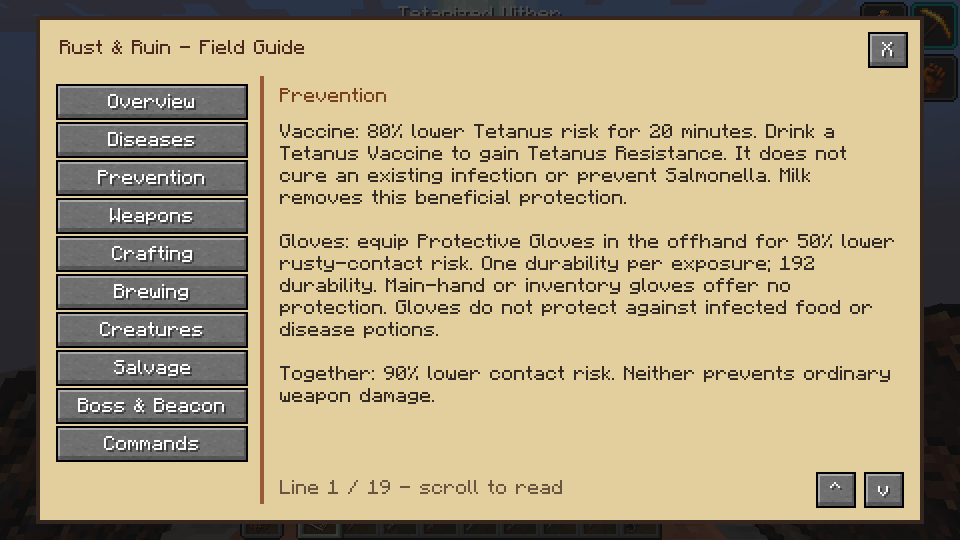 Tetanized Wither
Rust & Ruin - Field Guide
X
Overview
Diseases
Prevention
Weapons
Crafting
Brewing
Creatures
Salvage
Boss & Beacon
Commands
Prevention
Vaccine: 80% lower Tetanus risk for 20 minutes. Drink a
Tetanus Vaccine to gain Tetanus Resistance. It does not
cure an existing infection or prevent Salmonella. Milk
removes this beneficial protection.
Gloves: equip Protective Gloves in the offhand for 50% lower
rusty-contact risk. One durability per exposure; 192
durability. Main-hand or inventory gloves offer no
protection. Gloves do not protect against infected food or
disease potions.
Together: 90% lower contact risk. Neither prevents ordinary
weapon damage.
Line 1 / 19 - scroll to read
^
v